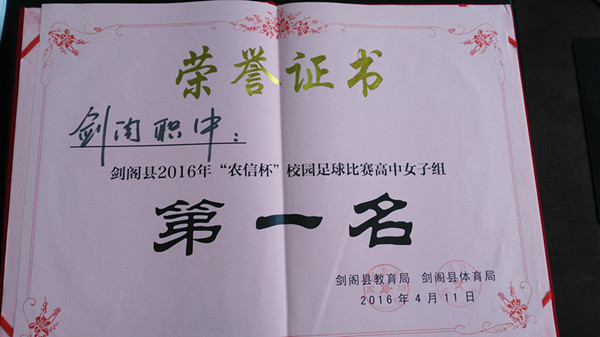 荣誉证书
剑阁职中：
剑阁县2016年“农信杯”校园足球比赛高中女子组
第一名
剑阁县教育局 剑阁县体育局
2016年4月11日